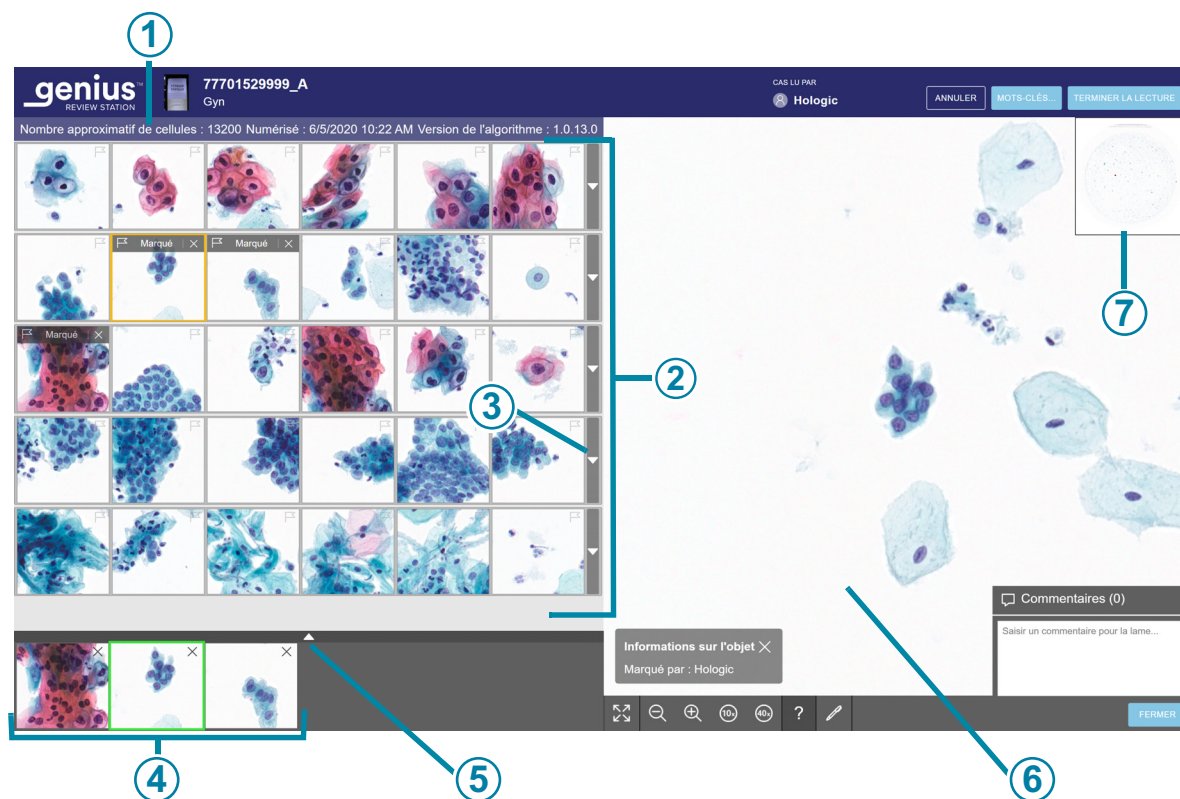 1
genius™
REVIEW STATION
77701529999_A
Gyn
CAS LU PAR
Hologic
ANNULER
MOTS-CLÉS...
TERMINER LA LECTURE
Nombre approximatif de cellules : 13200 Numérisé : 6/5/2020 10:22 AM Version de l'algorithme : 1.0.13.0
Marqué
Marqué
Marqué
7
2
3
Commentaires (0)
Saisir un commentaire pour la lame...
Informations sur l'objet
Marqué par : Hologic
10x
40x
?
FERMER
4
5
6